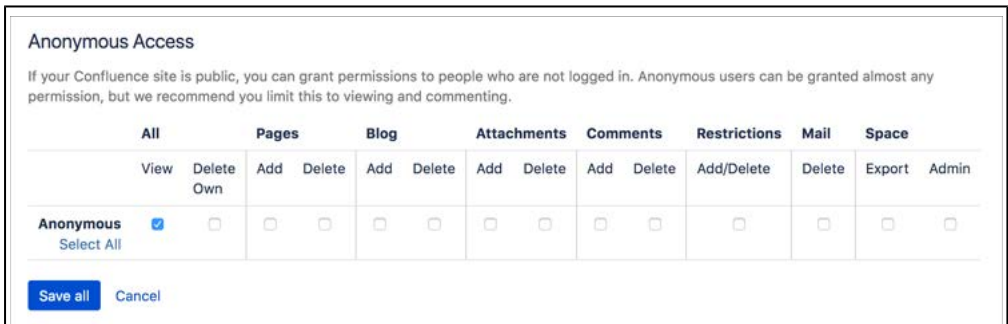 Anonymous Access
If your Confluence site is public, you can grant permissions to people who are not logged in. Anonymous users can be granted almost any
permission, but we recommend you limit this to viewing and commenting.
All Pages Blog Attachments Comments Restrictions Mail Space
View Delete Own Add Delete Add Delete Add Delete Add Delete Add/Delete Delete Export Admin
Anonymous
Select All
Save all Cancel